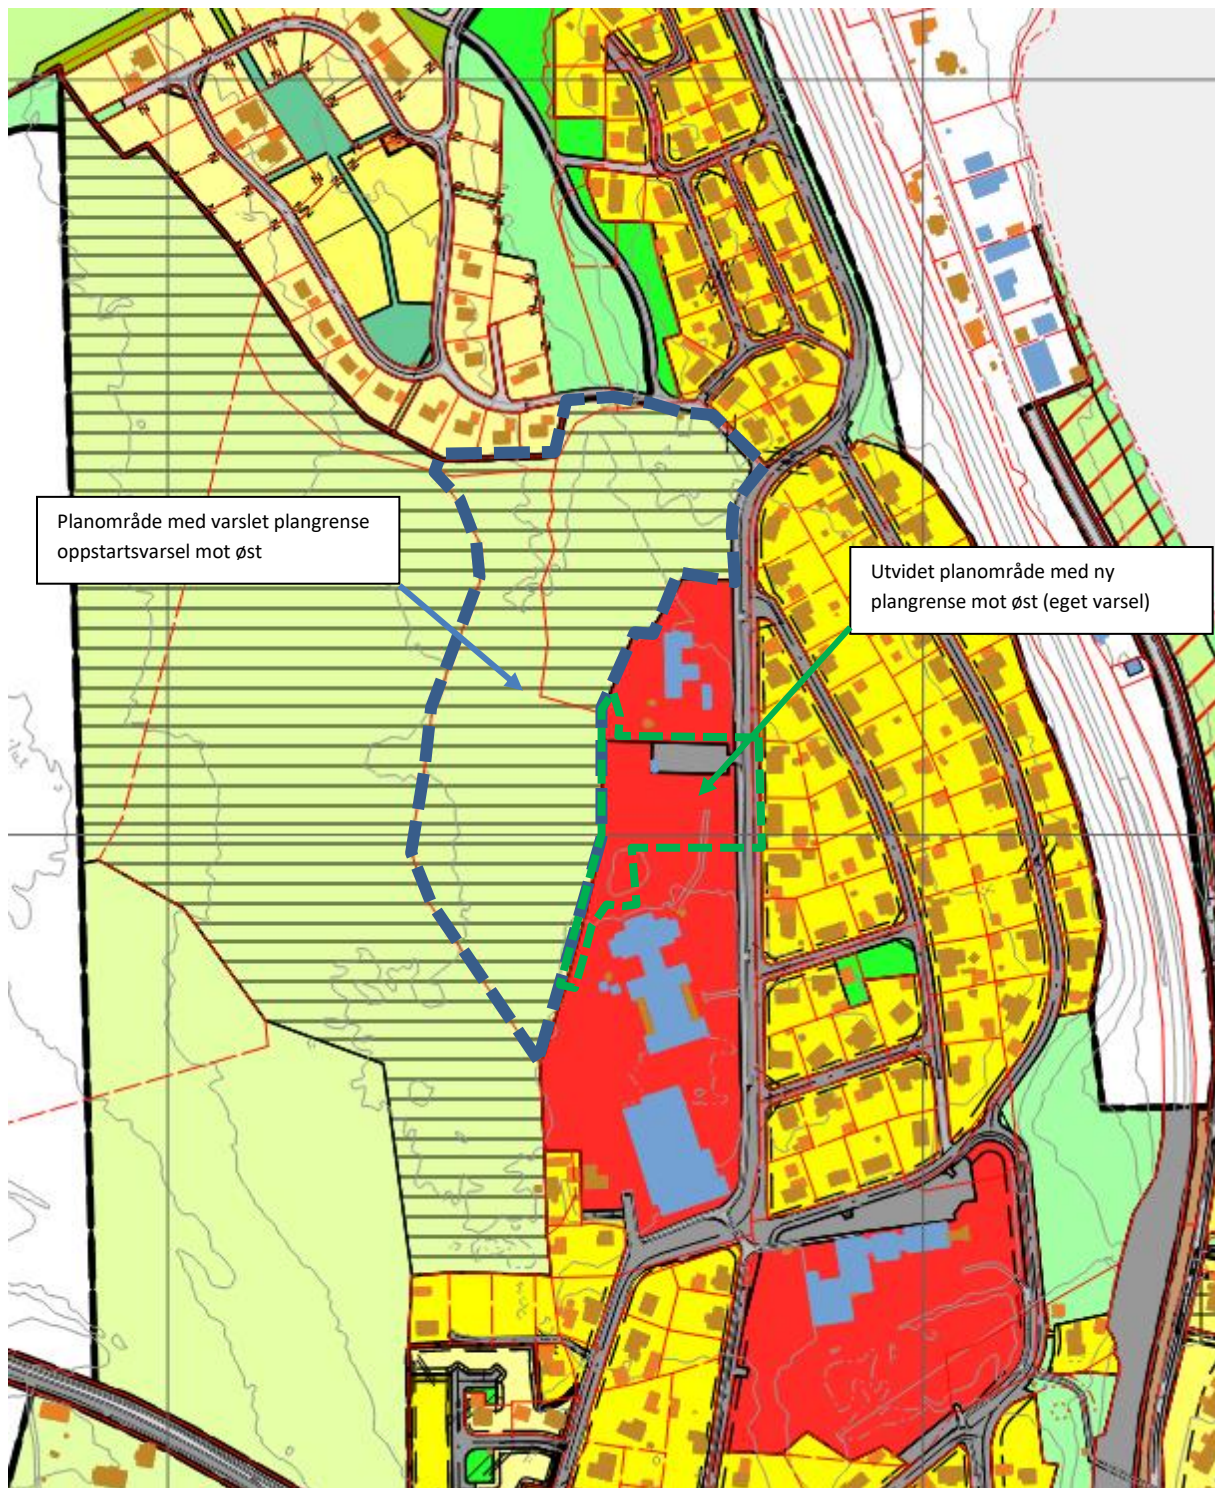 Planområde med varslet plangrense
oppstartsvarsel mot øst
Utvidet planområde med ny
plangrense mot øst (eget varsel)